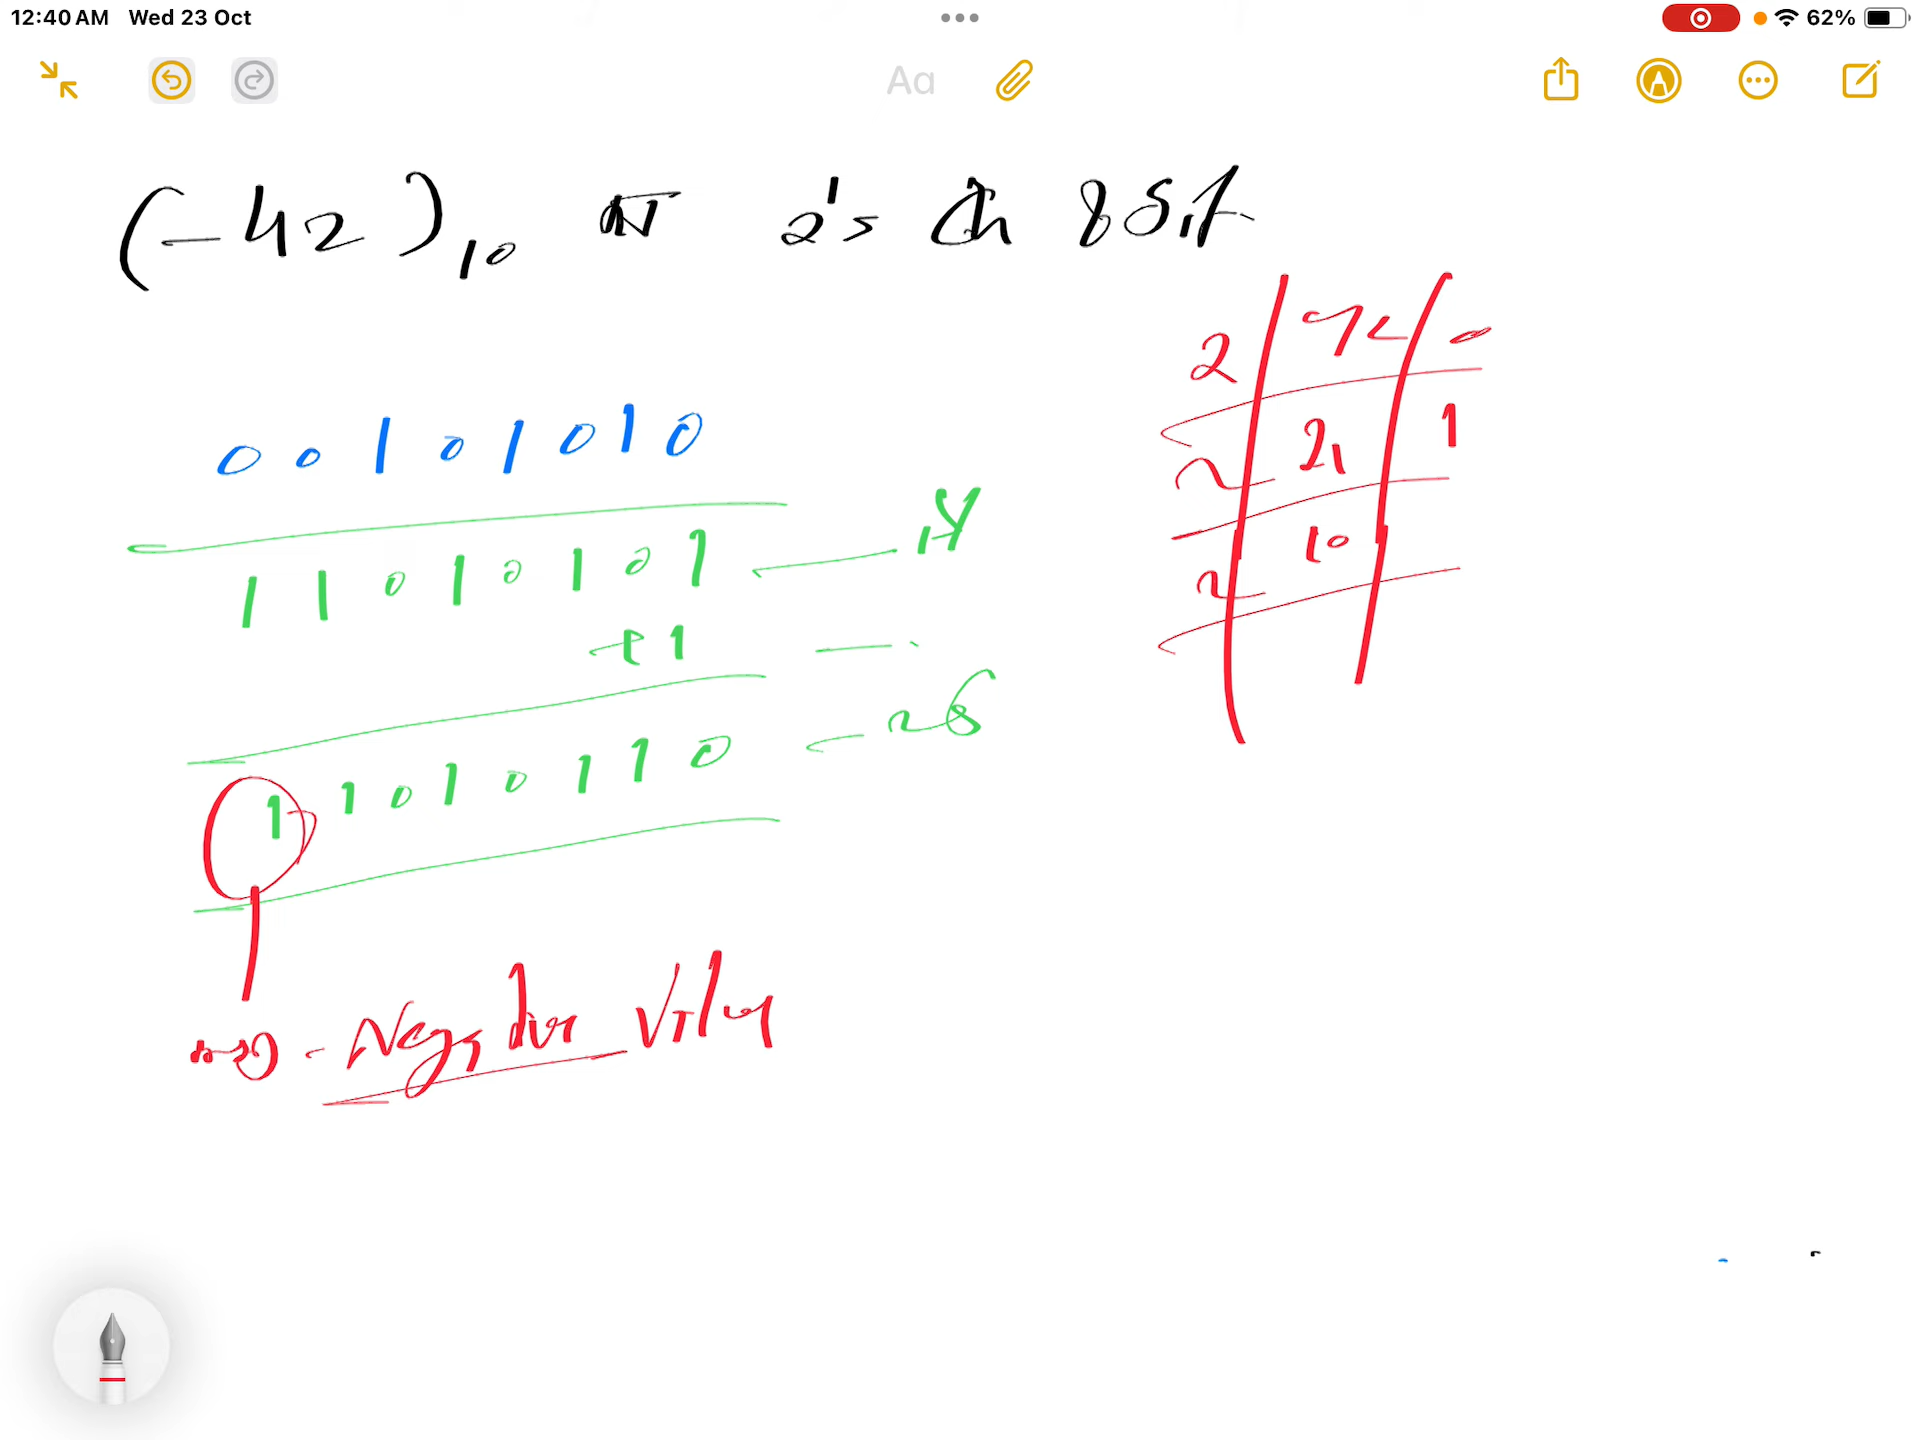 12:40 AM Wed 23 Oct
62%
Aa
(-42)10 2's in 8 Bit
2 42 0
2 21 1
2 10
00101010
11010101
+1
11010110
Negative Value